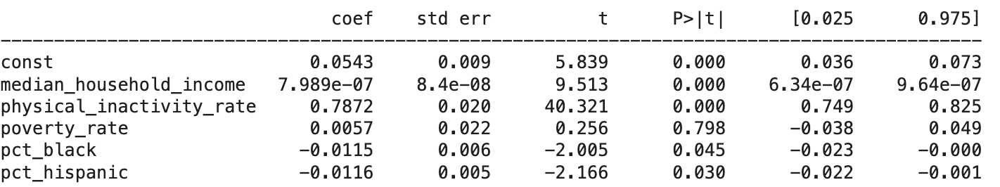 coef std err t P>|t| [0.025 0.975]
------------------------------------------------------------------------------------------
const 0.0543 0.009 5.839 0.000 0.036 0.073
median_household_income 7.989e-07 8.4e-08 9.513 0.000 6.34e-07 9.64e-07
physical_inactivity_rate 0.7872 0.020 40.321 0.000 0.749 0.825
poverty_rate 0.0057 0.022 0.256 0.798 -0.038 0.049
pct_black -0.0115 0.006 -2.005 0.045 -0.023 -0.000
pct_hispanic -0.0116 0.005 -2.166 0.030 -0.022 -0.001